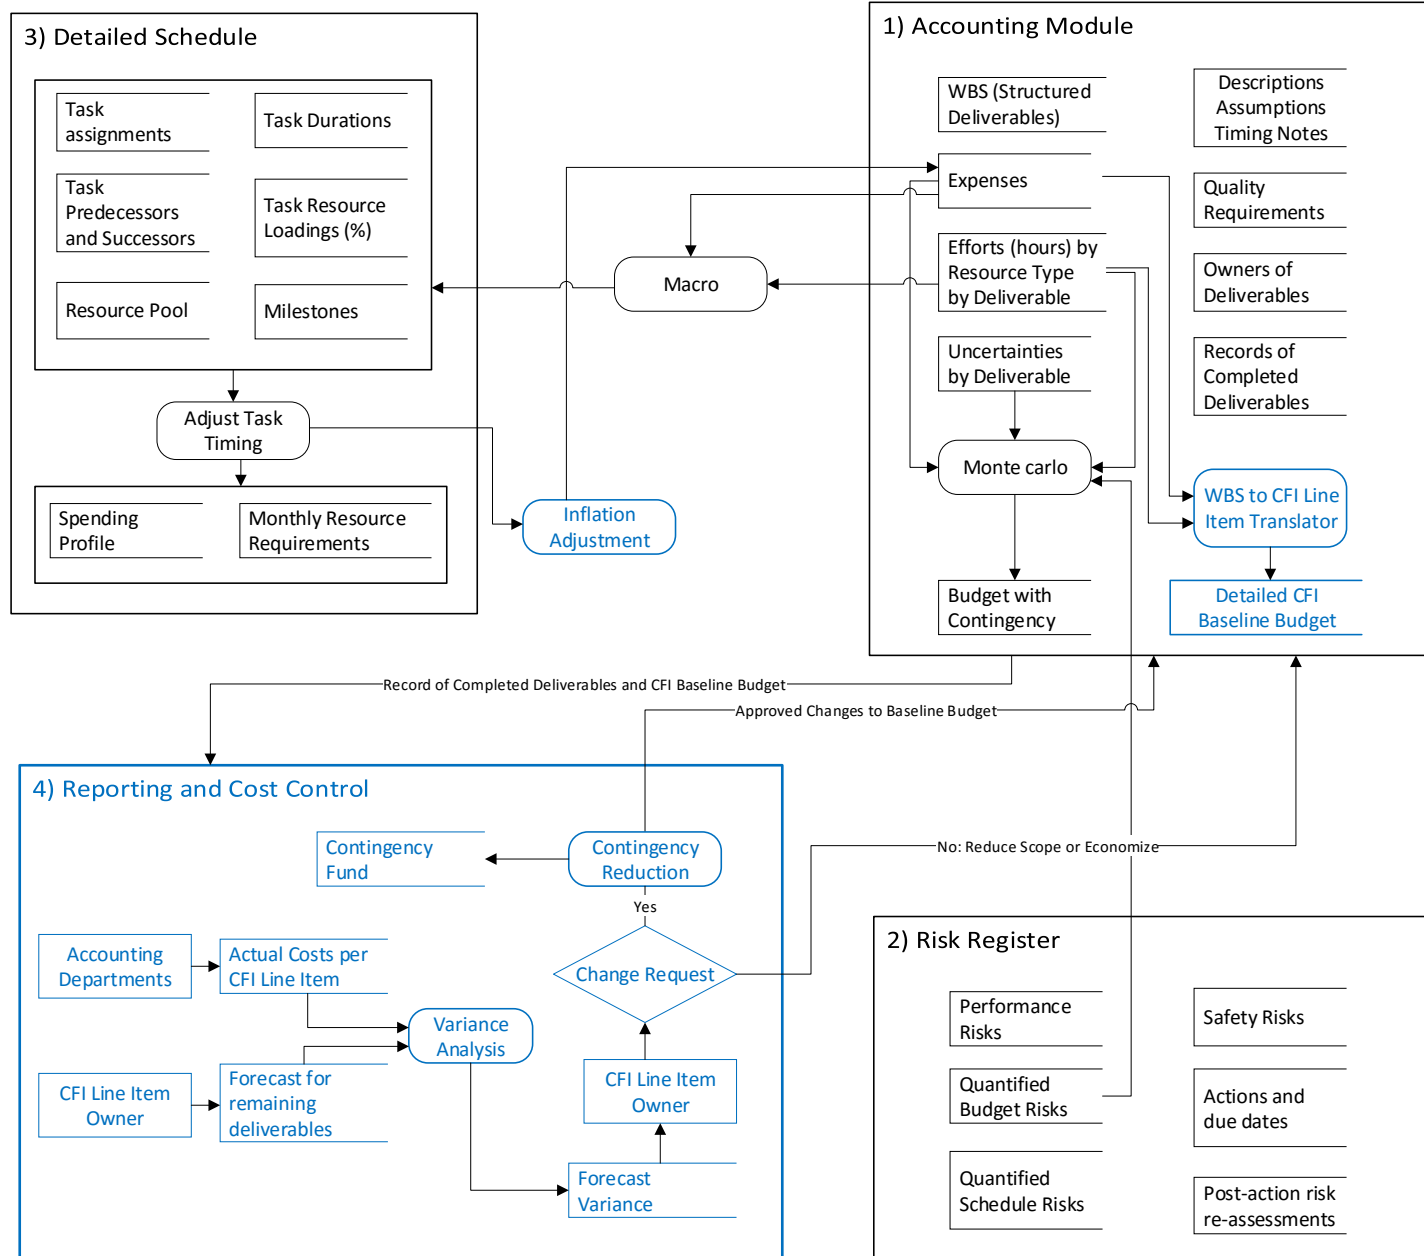 3) Detailed Schedule
Task
assignments
Task Durations
Task
Predecessors
and Successors
Task Resource
Loadings (%)
Resource Pool
Milestones
Adjust Task
Timing
Spending
Profile
Monthly Resource
Requirements
Macro
Inflation
Adjustment
1) Accounting Module
WBS (Structured
Deliverables)
Descriptions
Assumptions
Timing Notes
Expenses
Quality
Requirements
Efforts (hours) by
Resource Type
by Deliverable
Owners of
Deliverables
Uncertainties
by Deliverable
Records of
Completed
Deliverables
Monte carlo
WBS to CFI Line
Item Translator
Budget with
Contingency
Detailed CFI
Baseline Budget
Record of Completed Deliverables and CFI Baseline Budget
Approved Changes to Baseline Budget
No: Reduce Scope or Economize
4) Reporting and Cost Control
Contingency
Fund
Contingency
Reduction
Yes
Accounting
Departments
Actual Costs per
CFI Line Item
Change Request
Variance
Analysis
CFI Line Item
Owner
Forecast for
remaining
deliverables
CFI Line Item
Owner
Forecast
Variance
2) Risk Register
Performance
Risks
Safety Risks
Quantified
Budget Risks
Actions and
due dates
Quantified
Schedule Risks
Post-action risk
re-assessments